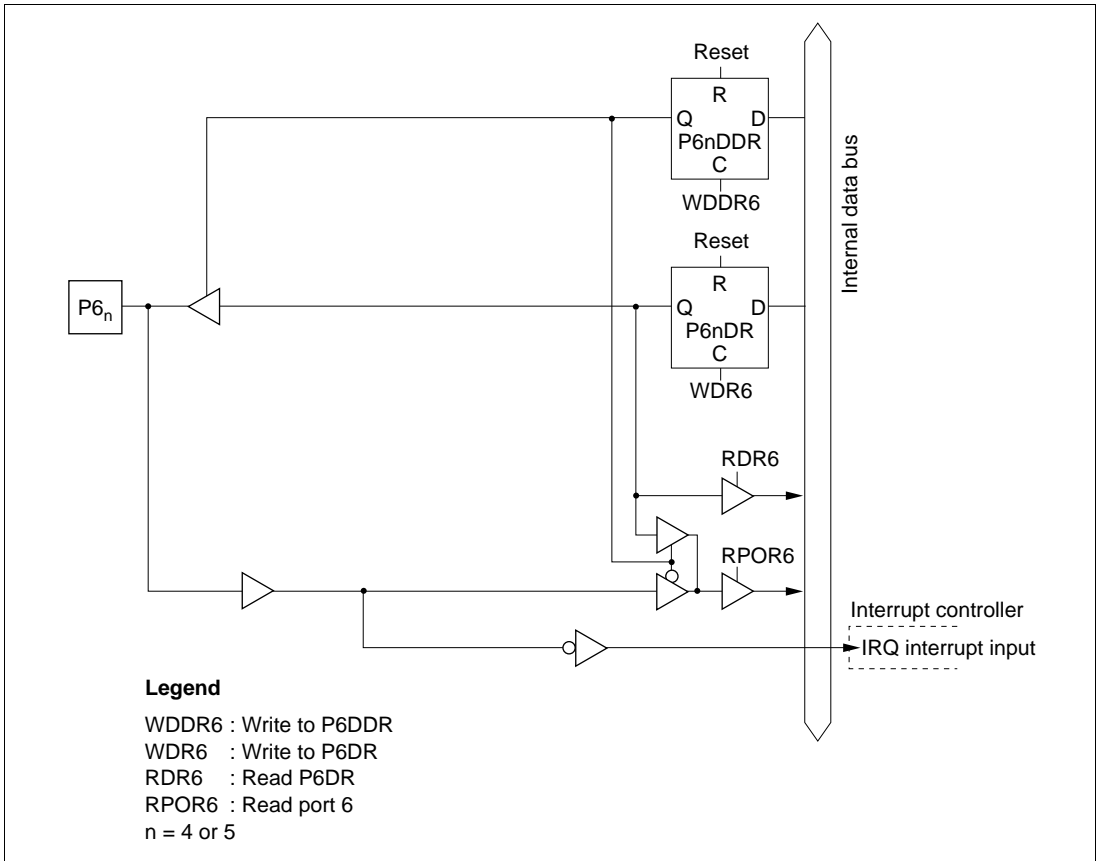 Reset
R
Q D
P6nDDR
C
WDDR6
Internal data bus
Reset
R
Q D
P6nDR
C
WDR6
P6n
RDR6
RPOR6
Interrupt controller
IRQ interrupt input
Legend
WDDR6 : Write to P6DDR
WDR6 : Write to P6DR
RDR6 : Read P6DR
RPOR6 : Read port 6
n = 4 or 5